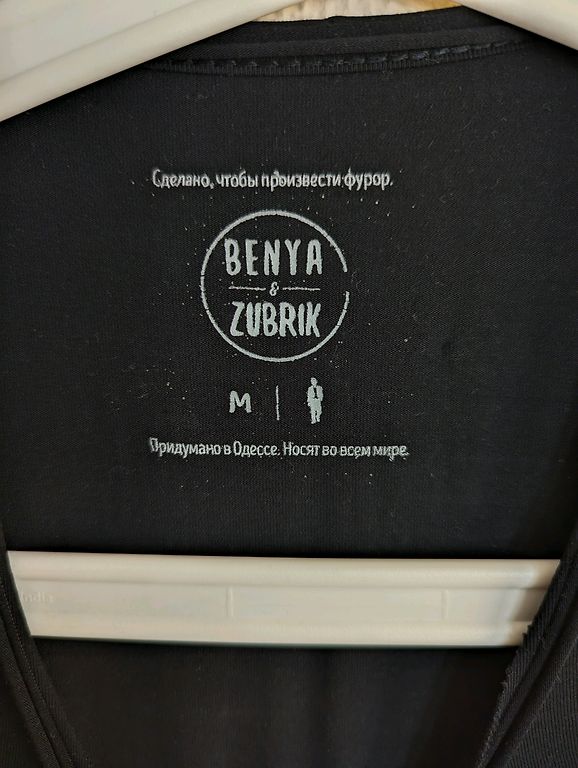 Сделано, чтобы произвести фурор.
BENYA
&
ZUBRIK
M |
Придумано в Одессе. Носят во всем мире.